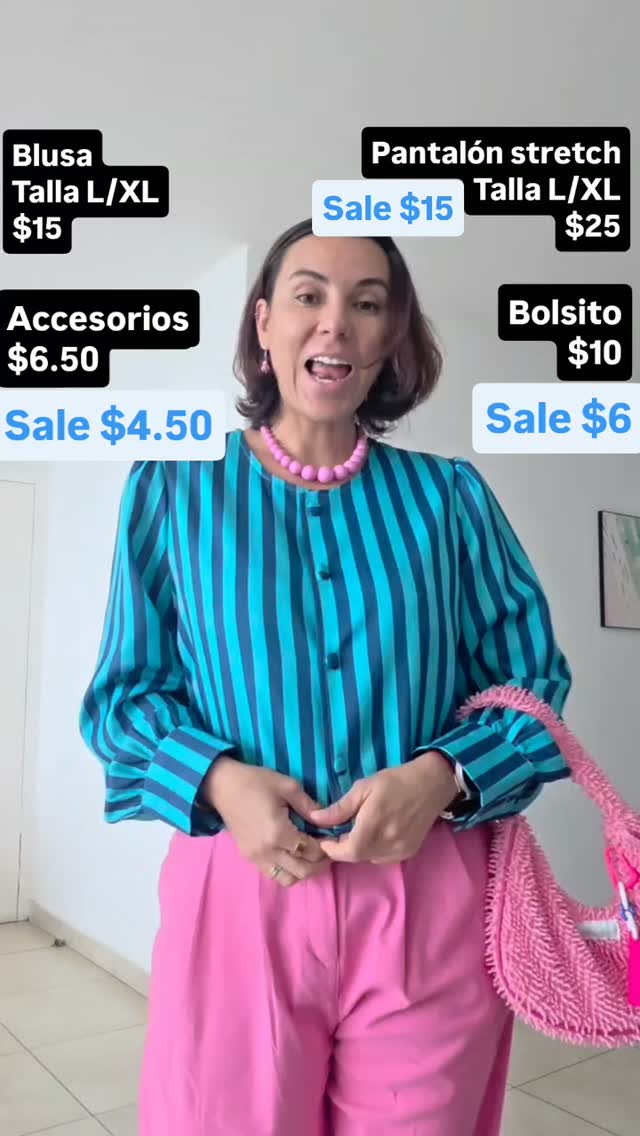 Blusa
Talla L/XL
$15
Pantalón stretch
Talla L/XL
$25
Sale $15
Accesorios
$6.50
Sale $4.50
Bolsito
$10
Sale $6